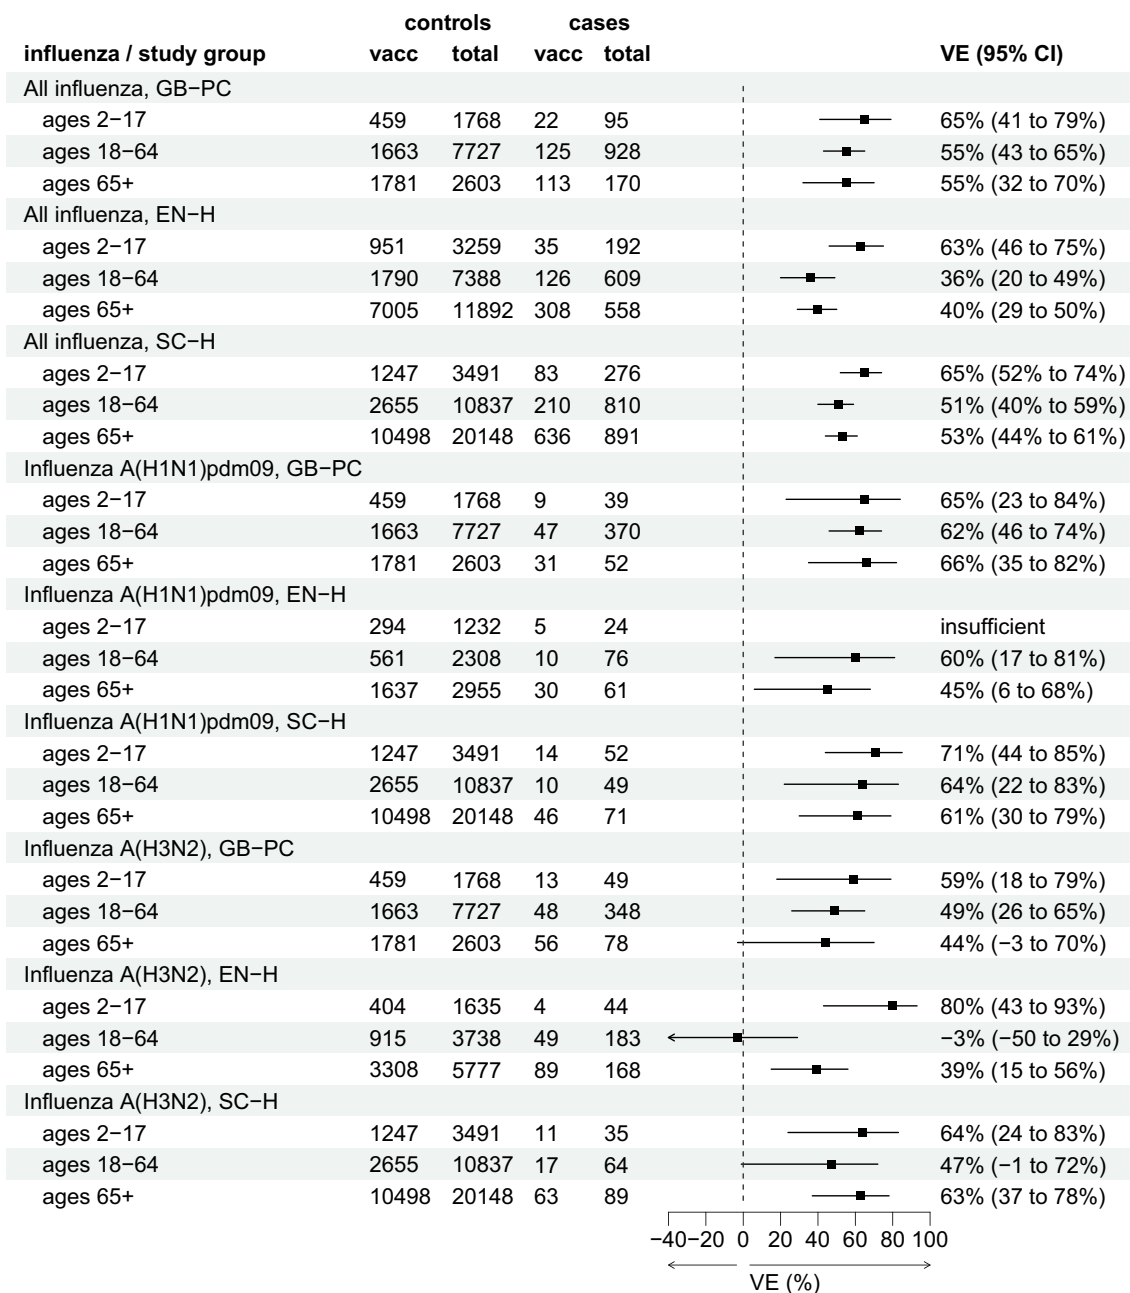 controls cases
influenza / study group vacc total vacc total VE (95% CI)
All influenza, GB−PC
ages 2−17 459 1768 22 95 65% (41 to 79%)
ages 18−64 1663 7727 125 928 55% (43 to 65%)
ages 65+ 1781 2603 113 170 55% (32 to 70%)
All influenza, EN−H
ages 2−17 951 3259 35 192 63% (46 to 75%)
ages 18−64 1790 7388 126 609 36% (20 to 49%)
ages 65+ 7005 11892 308 558 40% (29 to 50%)
All influenza, SC−H
ages 2−17 1247 3491 83 276 65% (52% to 74%)
ages 18−64 2655 10837 210 810 51% (40% to 59%)
ages 65+ 10498 20148 636 891 53% (44% to 61%)
Influenza A(H1N1)pdm09, GB−PC
ages 2−17 459 1768 9 39 65% (23 to 84%)
ages 18−64 1663 7727 47 370 62% (46 to 74%)
ages 65+ 1781 2603 31 52 66% (35 to 82%)
Influenza A(H1N1)pdm09, EN−H
ages 2−17 294 1232 5 24 insufficient
ages 18−64 561 2308 10 76 60% (17 to 81%)
ages 65+ 1637 2955 30 61 45% (6 to 68%)
Influenza A(H1N1)pdm09, SC−H
ages 2−17 1247 3491 14 52 71% (44 to 85%)
ages 18−64 2655 10837 10 49 64% (22 to 83%)
ages 65+ 10498 20148 46 71 61% (30 to 79%)
Influenza A(H3N2), GB−PC
ages 2−17 459 1768 13 49 59% (18 to 79%)
ages 18−64 1663 7727 48 348 49% (26 to 65%)
ages 65+ 1781 2603 56 78 44% (−3 to 70%)
Influenza A(H3N2), EN−H
ages 2−17 404 1635 4 44 80% (43 to 93%)
ages 18−64 915 3738 49 183 −3% (−50 to 29%)
ages 65+ 3308 5777 89 168 39% (15 to 56%)
Influenza A(H3N2), SC−H
ages 2−17 1247 3491 11 35 64% (24 to 83%)
ages 18−64 2655 10837 17 64 47% (−1 to 72%)
ages 65+ 10498 20148 63 89 63% (37 to 78%)
−40 −20 0 20 40 60 80 100
VE (%)